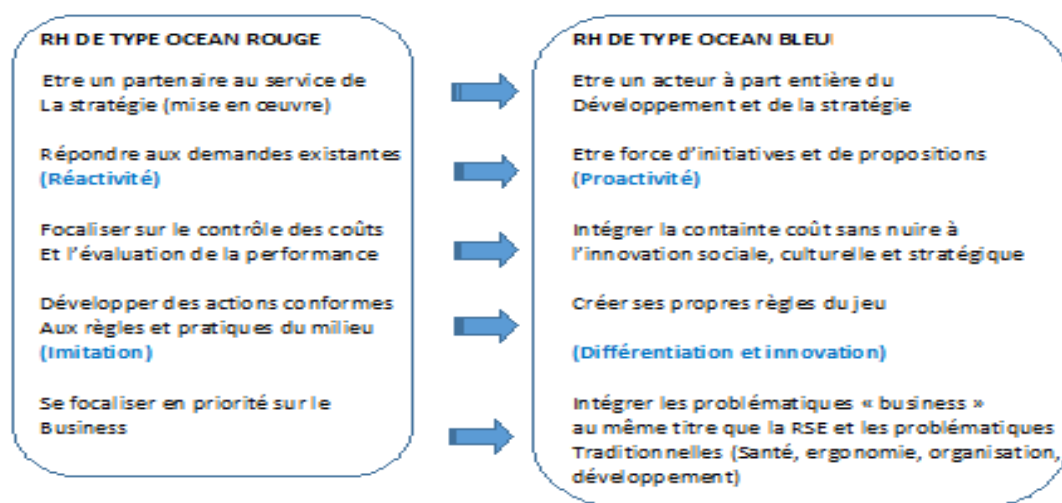 RH DE TYPE OCEAN ROUGE
Etre un partenaire au service de
La stratégie (mise en œuvre)
Répondre aux demandes existantes
(Réactivité)
Focaliser sur le contrôle des coûts
Et l’évaluation de la performance
Développer des actions conformes
Aux règles et pratiques du milieu
(Imitation)
Se focaliser en priorité sur le
Business
RH DE TYPE OCEAN BLEU
Etre un acteur à part entière du
Développement et de la stratégie
Etre force d’initiatives et de propositions
(Proactivité)
Intégrer la containte coût sans nuire à
l’innovation sociale, culturelle et stratégique
Créer ses propres règles du jeu
(Différentiation et innovation)
Intégrer les problématiques « business »
au même titre que la RSE et les problématiques
Traditionnelles (Santé, ergonomie, organisation,
développement)